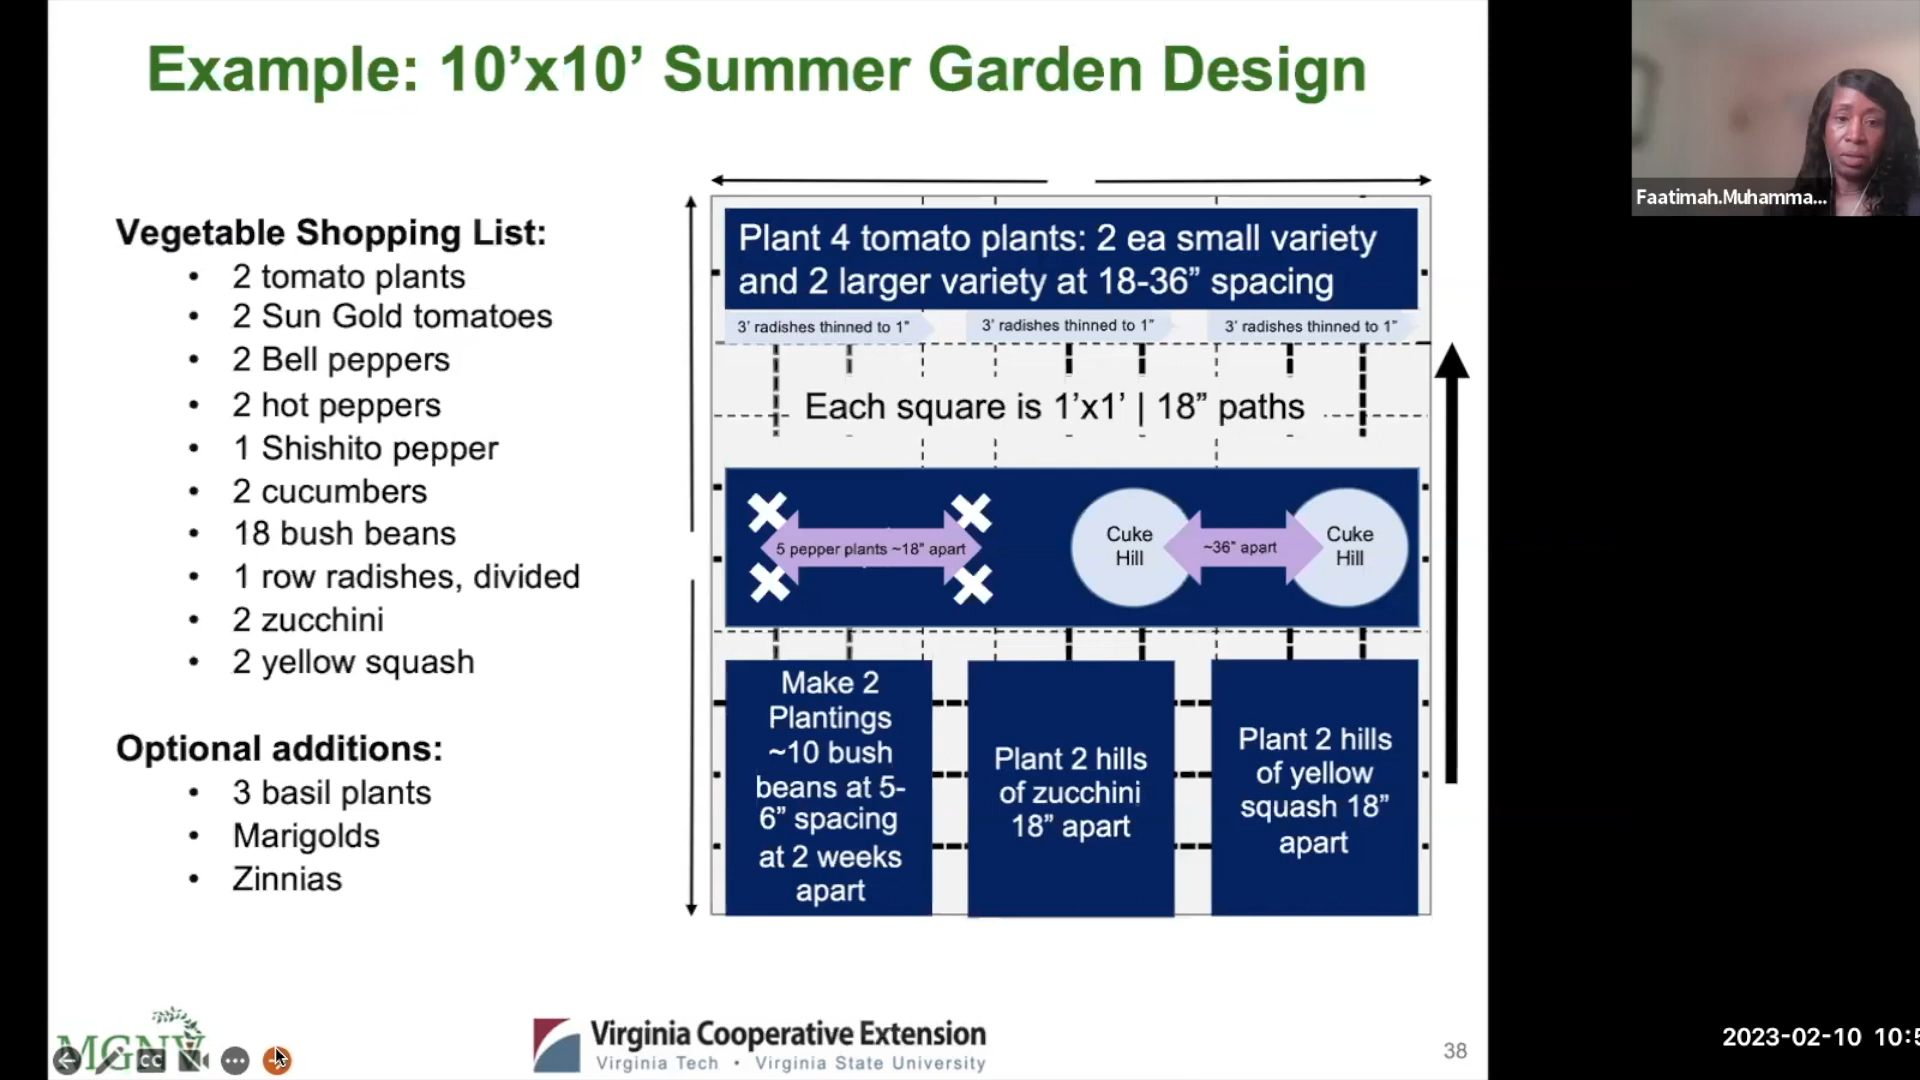 Example: 10’x10’ Summer Garden Design
Vegetable Shopping List:
• 2 tomato plants
• 2 Sun Gold tomatoes
• 2 Bell peppers
• 2 hot peppers
• 1 Shishito pepper
• 2 cucumbers
• 18 bush beans
• 1 row radishes, divided
• 2 zucchini
• 2 yellow squash
Optional additions:
• 3 basil plants
• Marigolds
• Zinnias
Plant 4 tomato plants: 2 ea small variety
and 2 larger variety at 18-36” spacing
3’ radishes thinned to 1”
3’ radishes thinned to 1”
3’ radishes thinned to 1”
Each square is 1’x1’ | 18” paths
5 pepper plants ~18” apart
Cuke
Hill
~36” apart
Cuke
Hill
Make 2
Plantings
~10 bush
beans at 5-
6” spacing
at 2 weeks
apart
Plant 2 hills
of zucchini
18” apart
Plant 2 hills
of yellow
squash 18”
apart
MGNV
CC
Virginia Cooperative Extension
Virginia Tech • Virginia State University
38
Faatimah.Muhamma...
2023-02-10 10:5